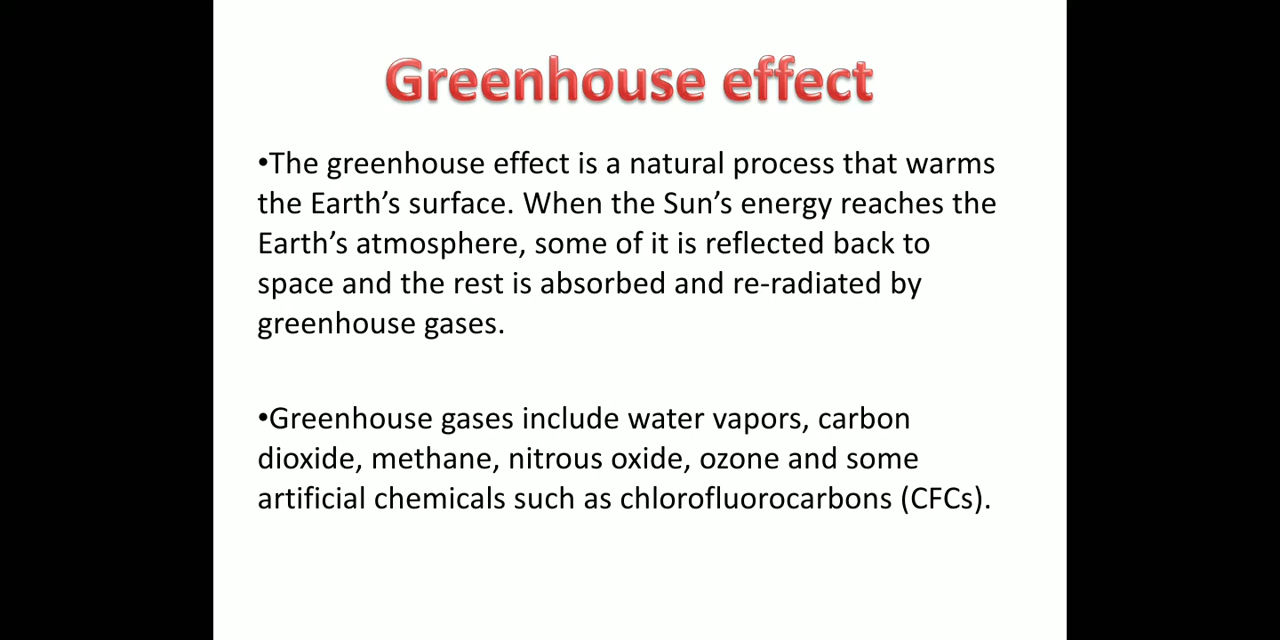 Greenhouse effect
•The greenhouse effect is a natural process that warms
the Earth’s surface. When the Sun’s energy reaches the
Earth’s atmosphere, some of it is reflected back to
space and the rest is absorbed and re-radiated by
greenhouse gases.
•Greenhouse gases include water vapors, carbon
dioxide, methane, nitrous oxide, ozone and some
artificial chemicals such as chlorofluorocarbons (CFCs).